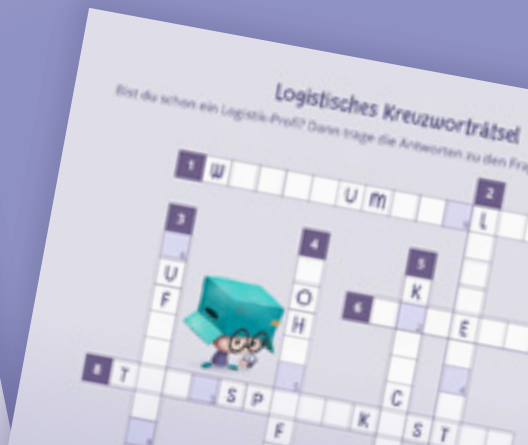 Logistisches Kreuzworträtsel
Bist du schon ein Logistik-Profi? Dann trage die Antworten zu den
1 W U M
2 L
3
4
5
U
K
F
O
6
H
E
8 T S P K S T
C
F